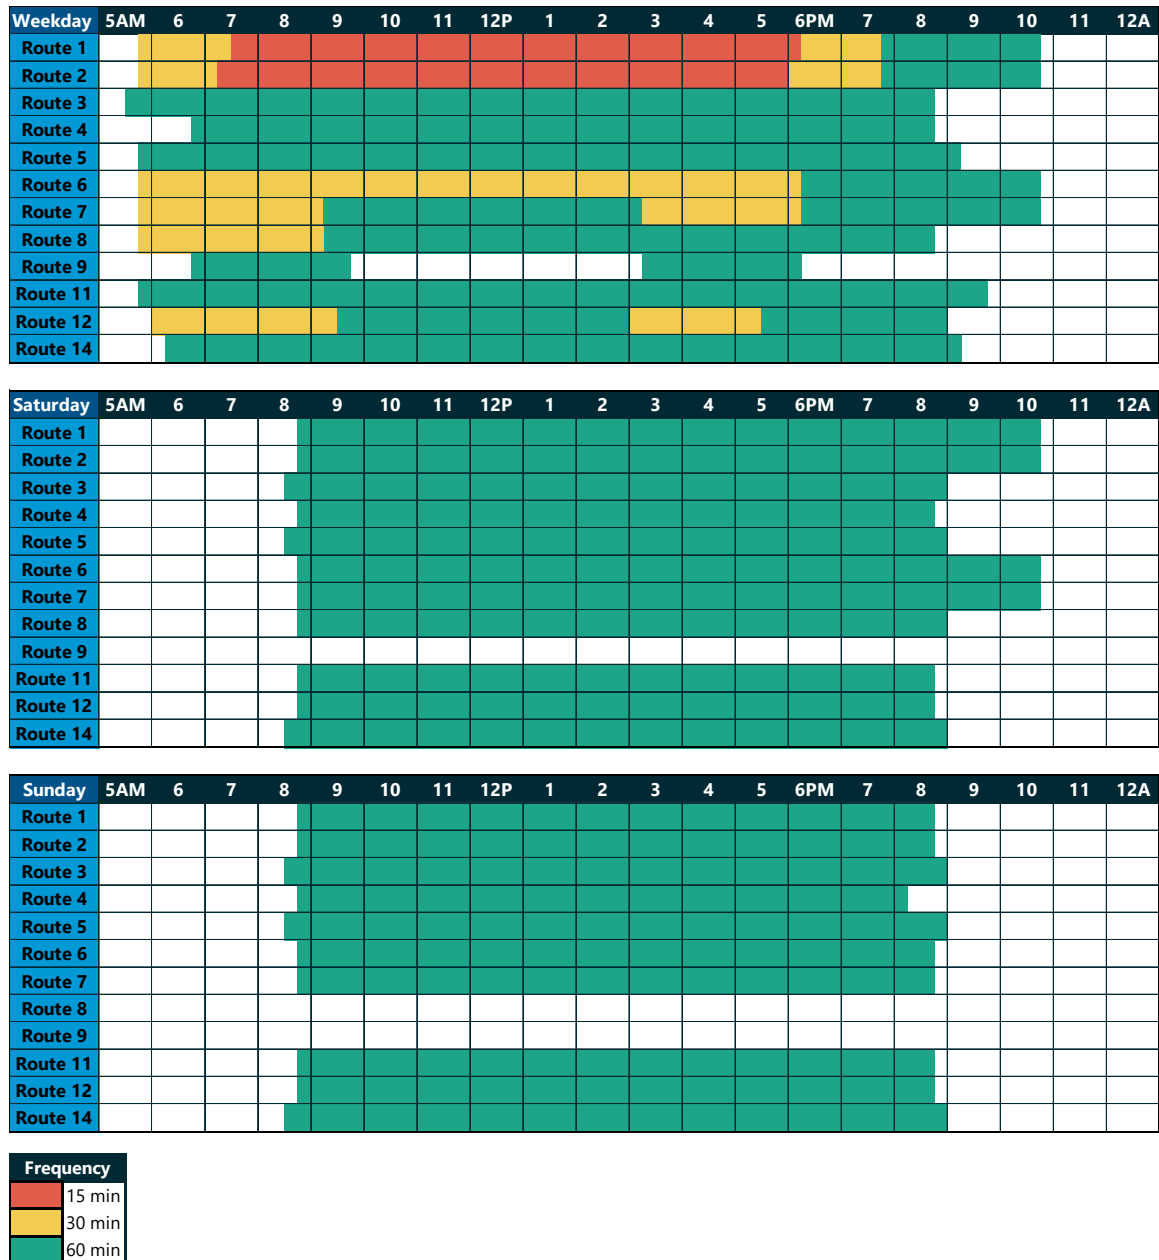 Weekday 5AM 6 7 8 9 10 11 12P 1 2 3 4 5 6PM 7 8 9 10 11 12A
Route 1
Route 2
Route 3
Route 4
Route 5
Route 6
Route 7
Route 8
Route 9
Route 11
Route 12
Route 14
Saturday 5AM 6 7 8 9 10 11 12P 1 2 3 4 5 6PM 7 8 9 10 11 12A
Route 1
Route 2
Route 3
Route 4
Route 5
Route 6
Route 7
Route 8
Route 9
Route 11
Route 12
Route 14
Sunday 5AM 6 7 8 9 10 11 12P 1 2 3 4 5 6PM 7 8 9 10 11 12A
Route 1
Route 2
Route 3
Route 4
Route 5
Route 6
Route 7
Route 8
Route 9
Route 11
Route 12
Route 14
Frequency
15 min
30 min
60 min